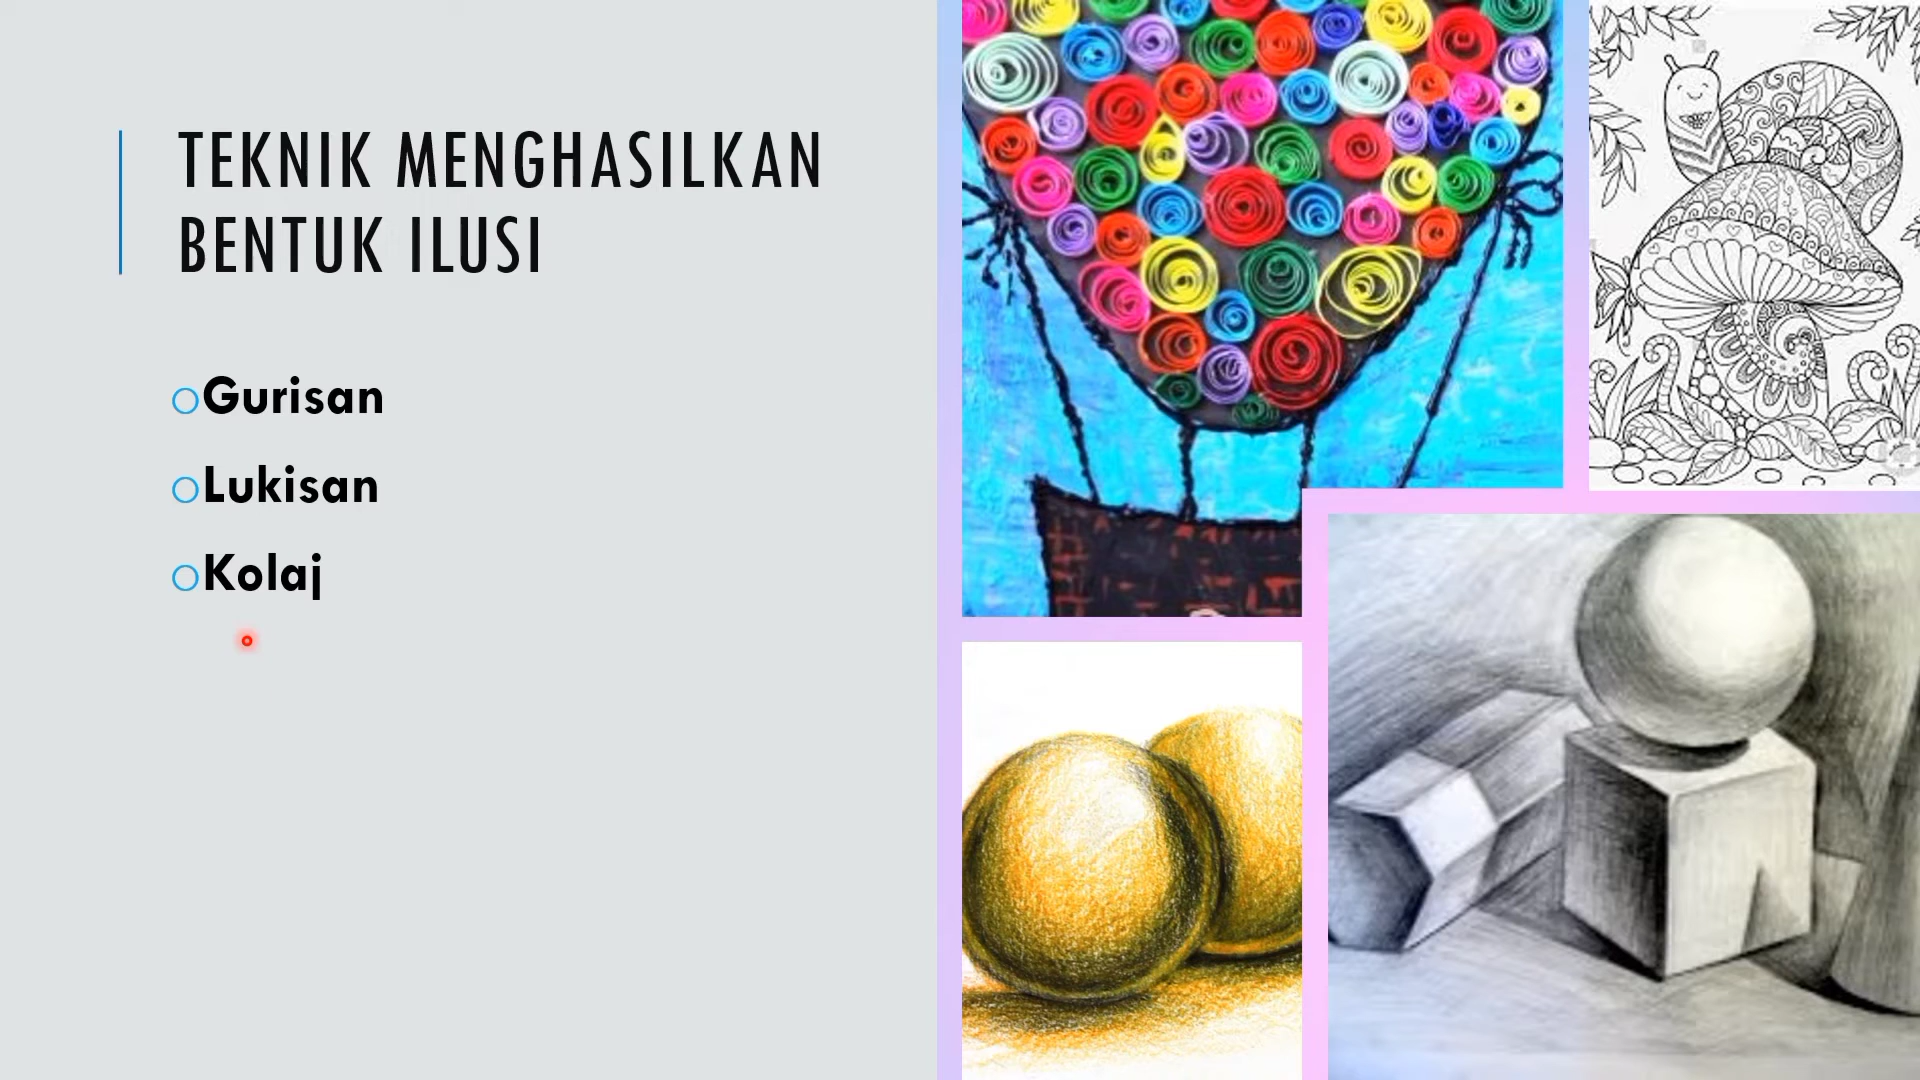 TEKNIK MENGHASILKAN
BENTUK ILUSI
Gurisan
Lukisan
Kolaj